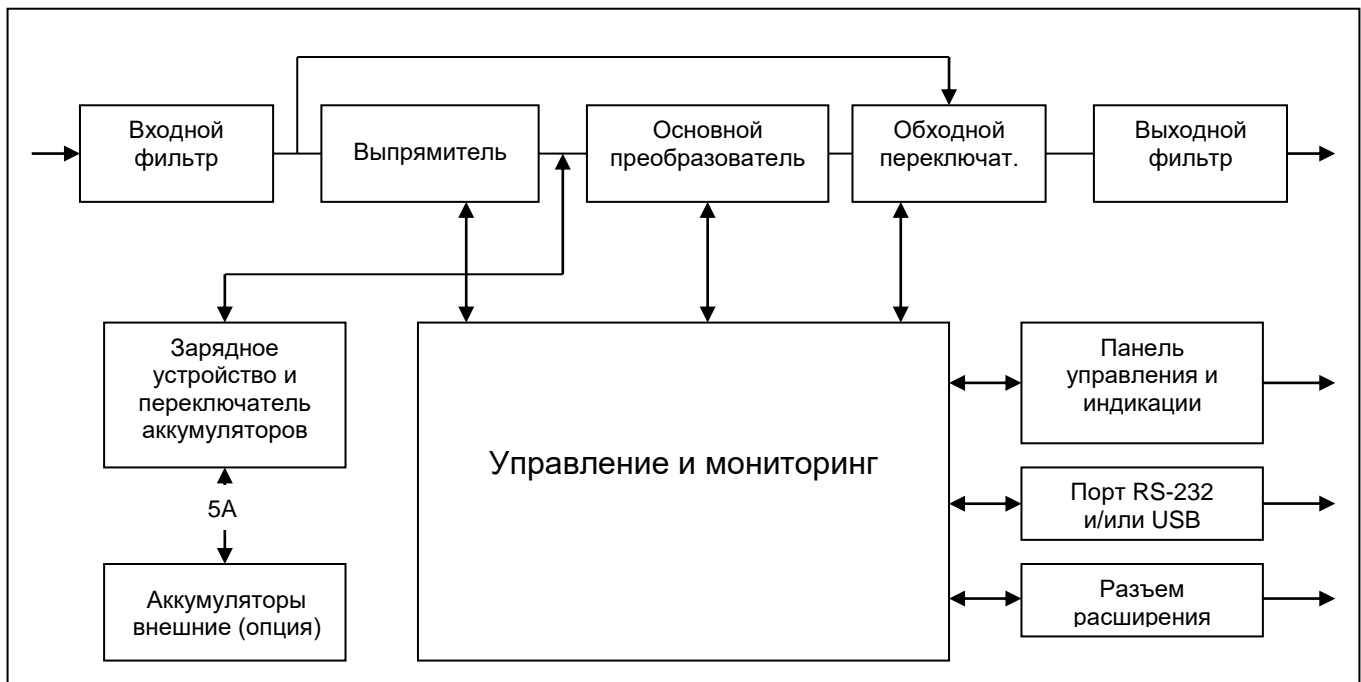 Входной
фильтр
Выпрямитель
Основной
преобразователь
Обходной
переключат.
Выходной
фильтр
Зарядное
устройство и
переключатель
аккумуляторов
5А
Аккумуляторы
внешние (опция)
Управление и мониторинг
Панель
управления и
индикации
Порт RS-232
и/или USB
Разъем
расширения